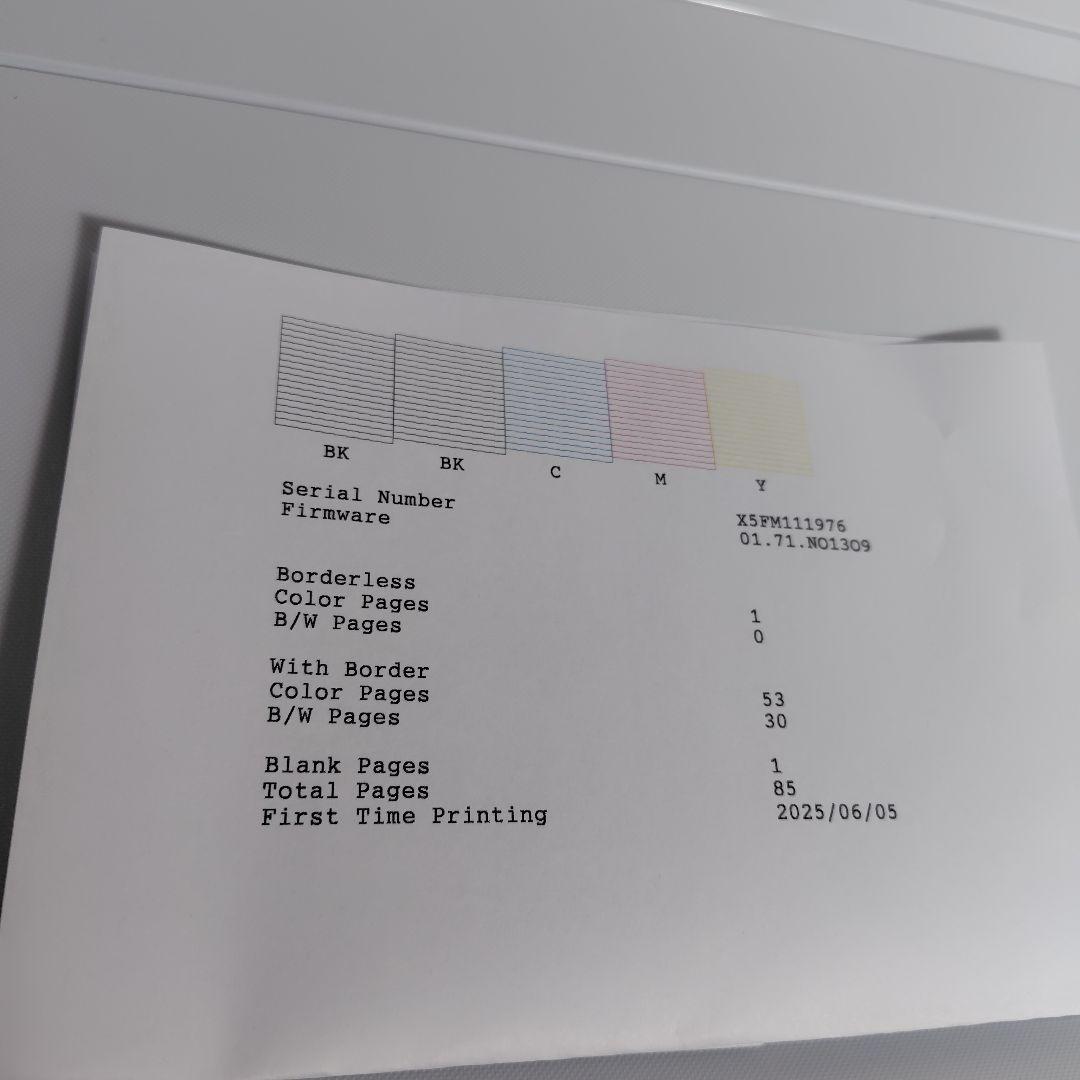 BK BK C M Y
Serial Number X5FM111976
Firmware 01.71.NO13O9
Borderless
Color Pages 1
B/W Pages 0
With Border
Color Pages 53
B/W Pages 30
Blank Pages 1
Total Pages 85
First Time Printing 2025/06/05